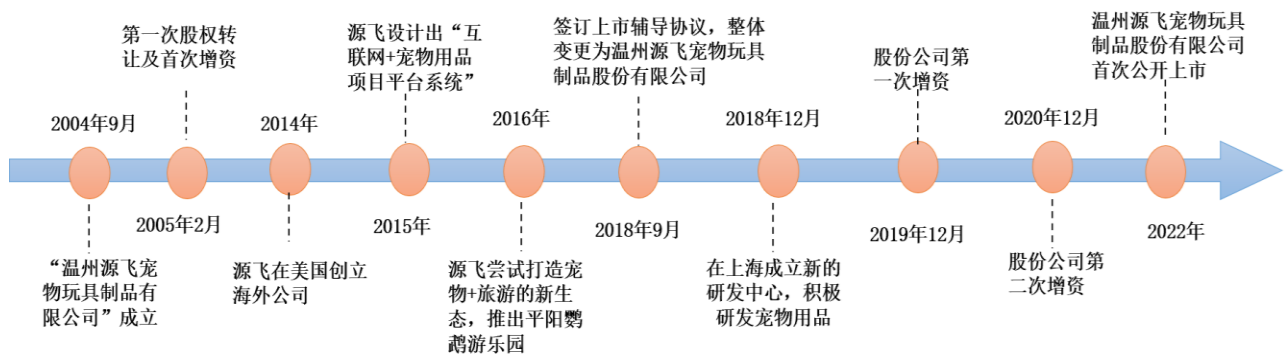 2004年9月
“温州源飞宠
物玩具制品有
限公司”成立
第一次股权转
让及首次增资
2005年2月
2014年
源飞在美国创立
海外公司
源飞设计出“互
联网+宠物用品
项目平台系统”
2015年
2016年
源飞尝试打造宠
物+旅游的新生
态，推出平阳鹦
鹉游乐园
签订上市辅导协议，整体
变更为温州源飞宠物玩具
制品股份有限公司
2018年9月
2018年12月
在上海成立新的
研发中心，积极
研发宠物用品
股份公司第
一次增资
2019年12月
2020年12月
股份公司第
二次增资
温州源飞宠物玩具
制品股份有限公司
首次公开上市
2022年